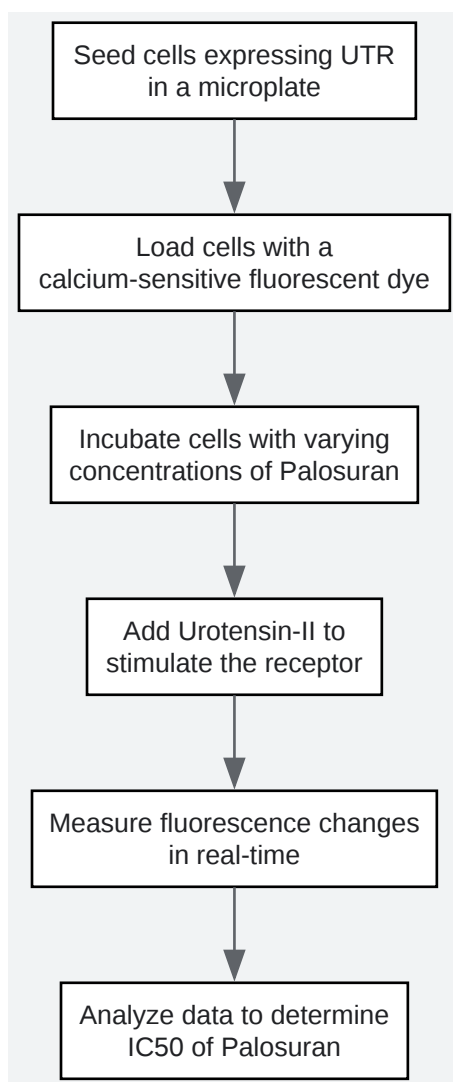 Seed cells expressing UTR
in a microplate
Load cells with a
calcium-sensitive fluorescent dye
Incubate cells with varying
concentrations of Palosuran
Add Urotensin-II to
stimulate the receptor
Measure fluorescence changes
in real-time
Analyze data to determine
IC50 of Palosuran